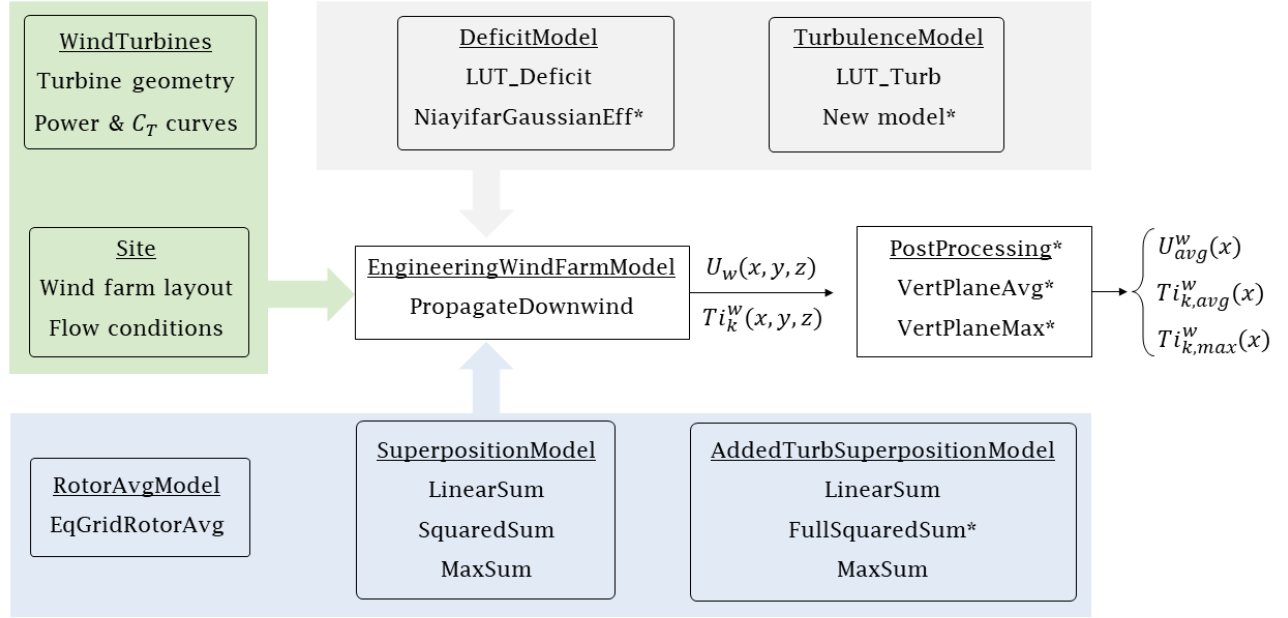 WindTurbines
Turbine geometry
Power & C_T curves
DeficitModel
LUT_Deficit
NiayifarGaussianEff*
TurbulenceModel
LUT_Turb
New model*
Site
Wind farm layout
Flow conditions
EngineeringWindFarmModel
PropagateDownwind
U_w(x, y, z)
Ti_k^w(x, y, z)
PostProcessing*
VertPlaneAvg*
VertPlaneMax*
U_avg^w(x)
Ti_k,avg^w(x)
Ti_k,max^w(x)
RotorAvgModel
EqGridRotorAvg
SuperpositionModel
LinearSum
SquaredSum
MaxSum
AddedTurbSuperpositionModel
LinearSum
FullSquaredSum*
MaxSum